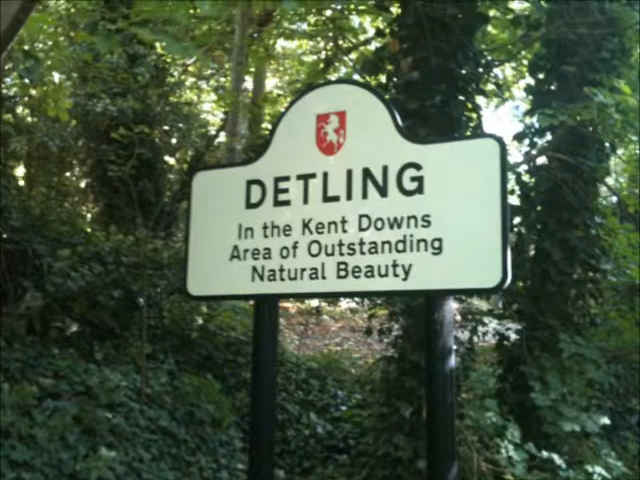 DETLING
In the Kent Downs
Area of Outstanding
Natural Beauty